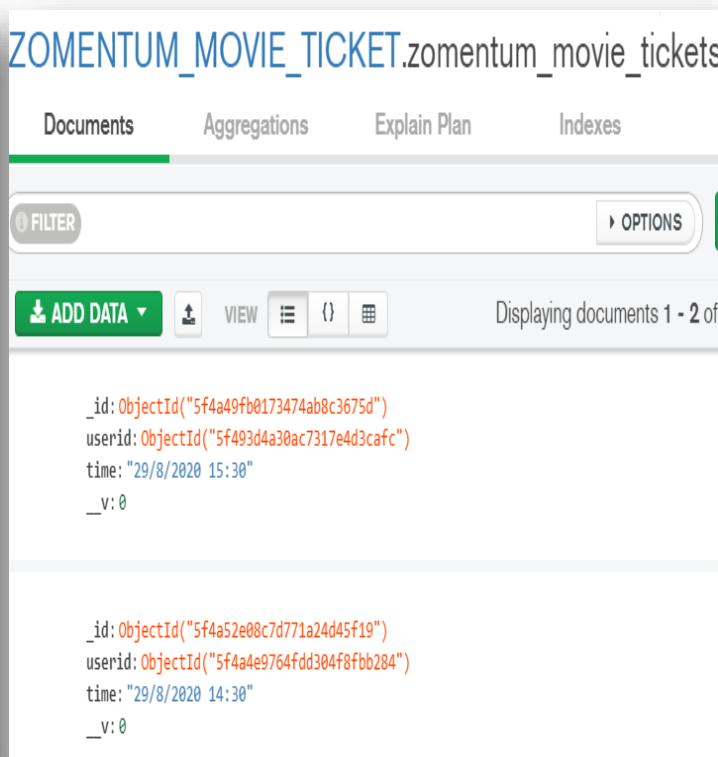 ZOMENTUM_MOVIE_TICKET.zomentum_movie_tickets
Documents Aggregations Explain Plan Indexes
FILTER OPTIONS
ADD DATA VIEW {} Displaying documents 1 - 2 of
_id: ObjectId("5f4a49fb0173474ab8c3675d")
userid: ObjectId("5f493d4a30ac7317e4d3cafc")
time: "29/8/2020 15:30"
__v: 0
_id: ObjectId("5f4a52e08c7d771a24d45f19")
userid: ObjectId("5f4a4e9764fdd304f8fbb284")
time: "29/8/2020 14:30"
__v: 0